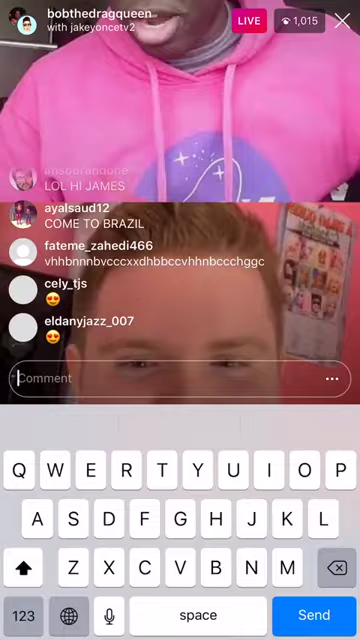 bobthedragqueen
with jakeyoncetv2
LIVE
1,015
LOL HI JAMES
ayalsaud12
COME TO BRAZIL
fateme_zahedi466
vhhbnnnbvcccxxdhbbccvhhnbccchggc
cely_tjs
eldanyjazz_007
Comment
Q W E R T Y U I O P
A S D F G H J K L
Z X C V B N M
123
space
Send